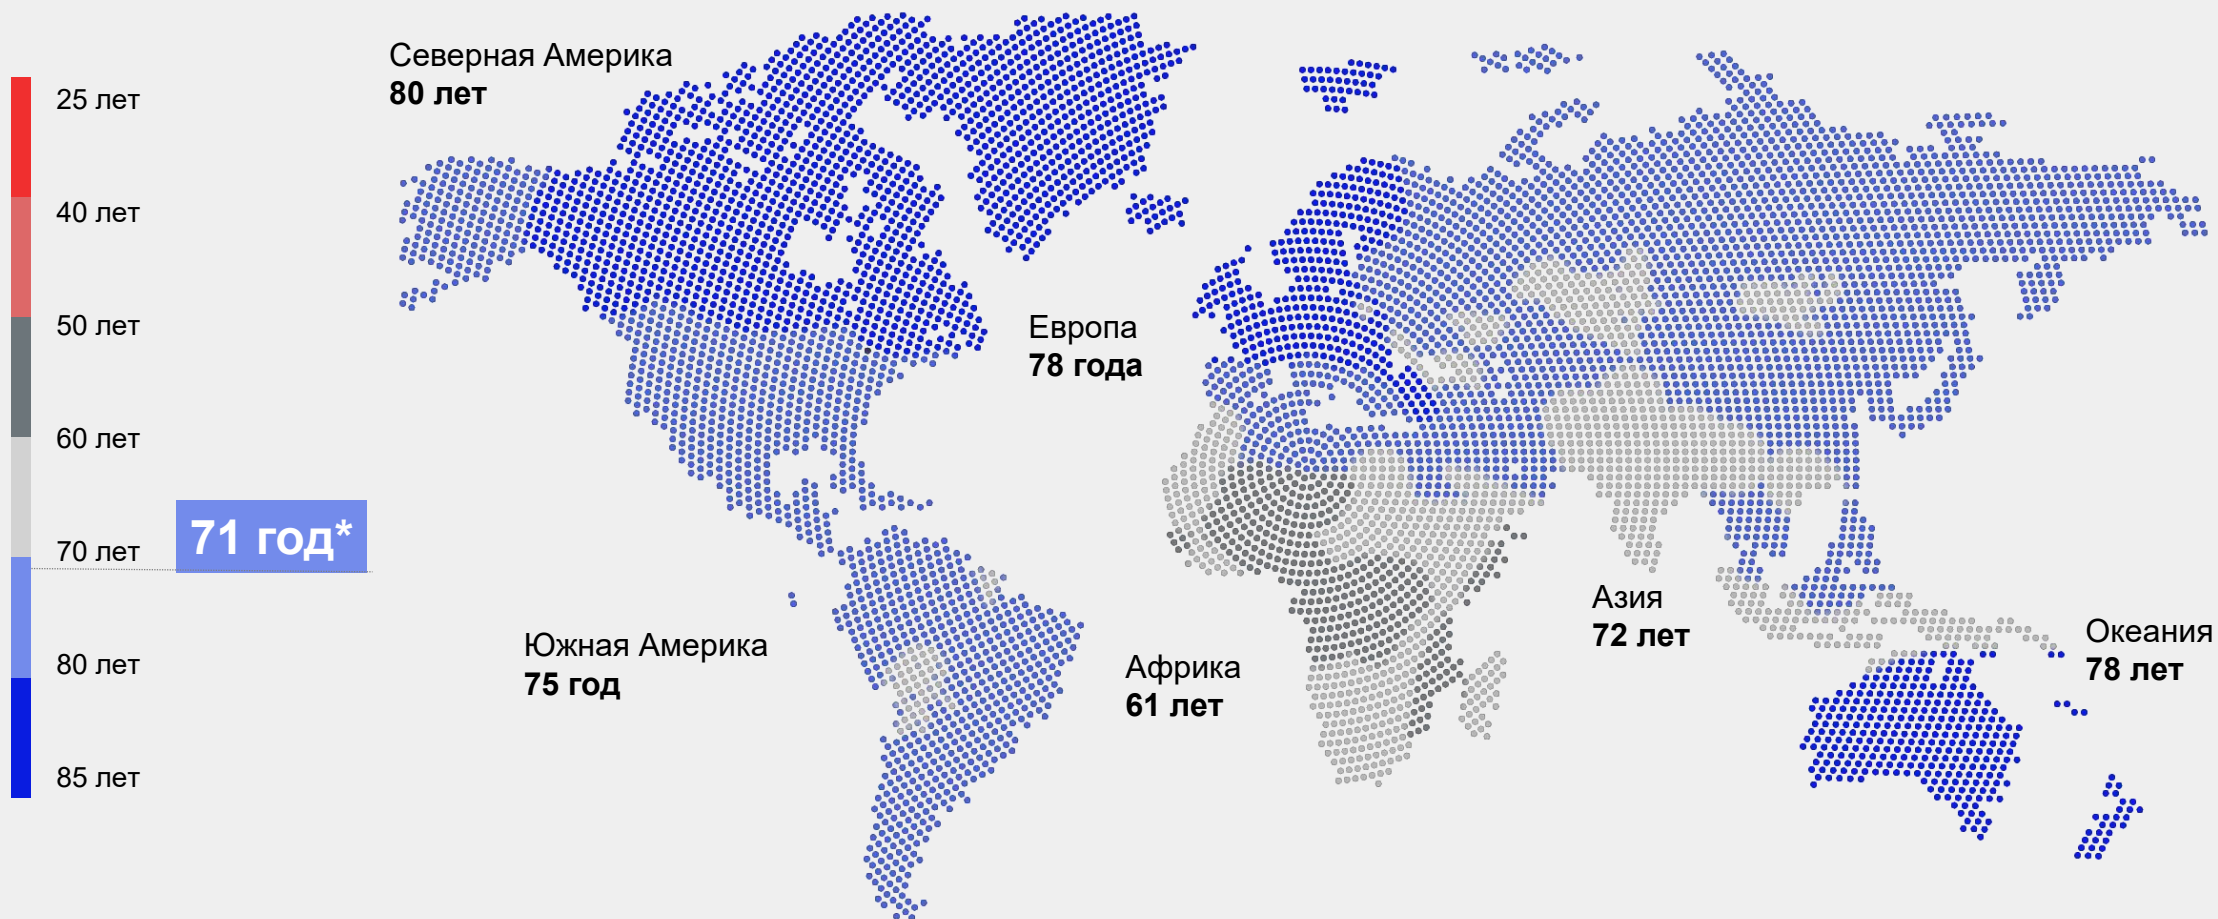 Северная Америка
80 лет
25 лет
40 лет
50 лет
60 лет
70 лет
80 лет
85 лет
71 год*
Европа
78 года
Южная Америка
75 год
Африка
61 лет
Азия
72 лет
Океания
78 лет